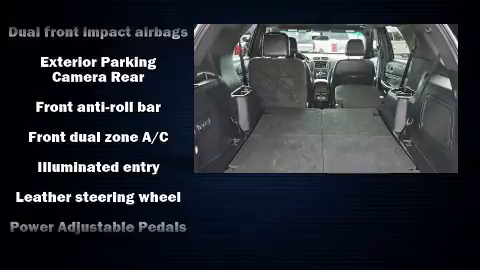 Dual front impact airbags
Exterior Parking
Camera Rear
Front anti-roll bar
Front dual zone A/C
Illuminated entry
Leather steering wheel
Power Adjustable Pedals